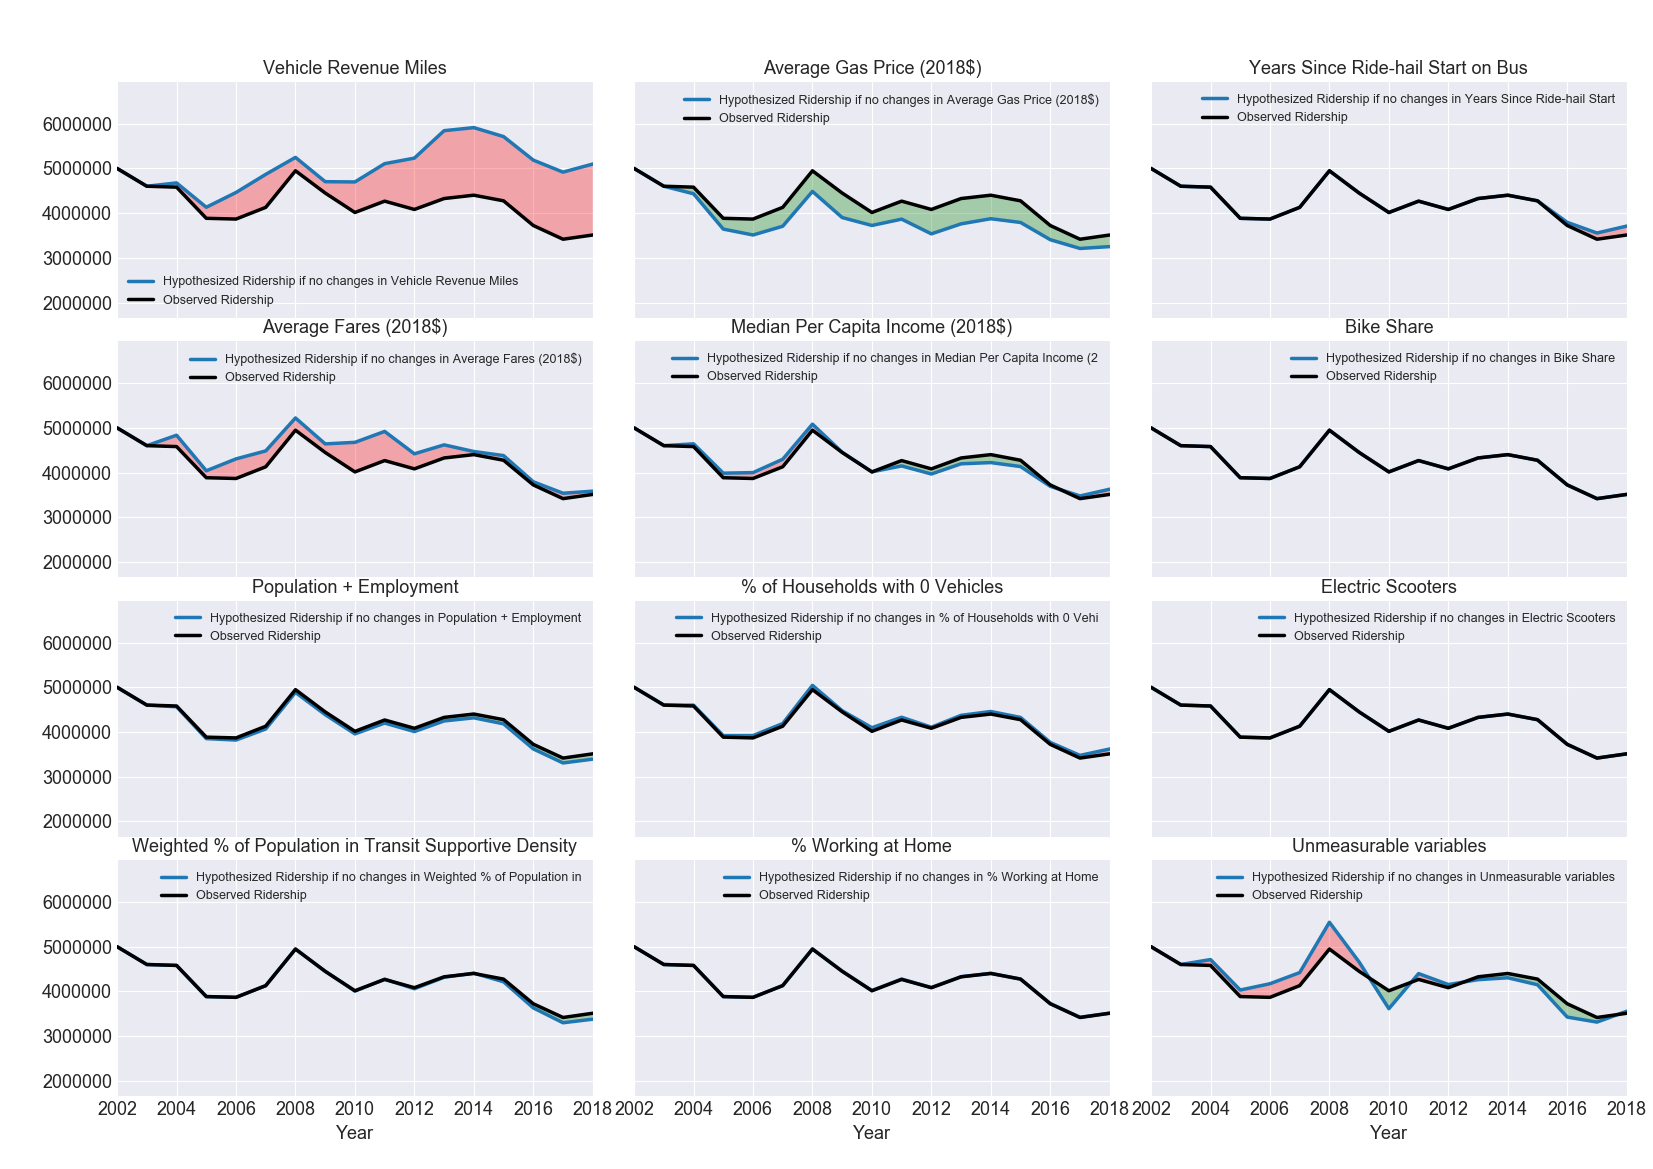 Vehicle Revenue Miles
6000000
5000000
4000000
3000000
2000000
Hypothesized Ridership if no changes in Vehicle Revenue Miles
Observed Ridership
Average Gas Price (2018$)
Hypothesized Ridership if no changes in Average Gas Price (2018$)
Observed Ridership
Years Since Ride-hail Start on Bus
Hypothesized Ridership if no changes in Years Since Ride-hail Start
Observed Ridership
Average Fares (2018$)
6000000
5000000
4000000
3000000
2000000
Hypothesized Ridership if no changes in Average Fares (2018$)
Observed Ridership
Median Per Capita Income (2018$)
Hypothesized Ridership if no changes in Median Per Capita Income (2
Observed Ridership
Bike Share
Hypothesized Ridership if no changes in Bike Share
Observed Ridership
Population + Employment
6000000
5000000
4000000
3000000
2000000
Hypothesized Ridership if no changes in Population + Employment
Observed Ridership
% of Households with 0 Vehicles
Hypothesized Ridership if no changes in % of Households with 0 Vehi
Observed Ridership
Electric Scooters
Hypothesized Ridership if no changes in Electric Scooters
Observed Ridership
Weighted % of Population in Transit Supportive Density
6000000
5000000
4000000
3000000
2000000
Hypothesized Ridership if no changes in Weighted % of Population in
Observed Ridership
2002 2004 2006 2008 2010 2012 2014 2016 2018
Year
% Working at Home
Hypothesized Ridership if no changes in % Working at Home
Observed Ridership
2002 2004 2006 2008 2010 2012 2014 2016 2018
Year
Unmeasurable variables
Hypothesized Ridership if no changes in Unmeasurable variables
Observed Ridership
2002 2004 2006 2008 2010 2012 2014 2016 2018
Year